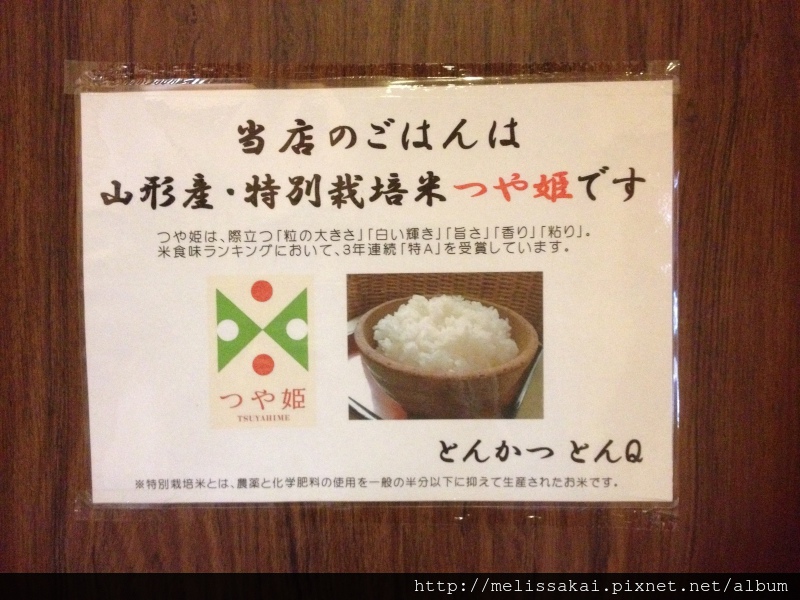 当店のごはんは
山形産・特別栽培米つや姫です
つや姫は、際立つ「粒の大きさ」「白い輝き」「旨さ」「香り」「粘り」。
米食味ランキングにおいて、3年連続「特A」を受賞しています。
つや姫
TSUYAHIME
とんかつ とんQ
※特別栽培米とは、農薬と化学肥料の使用を一般の半分以下に抑えて生産されたお米です。
http://melissakai.pixnet.net/album